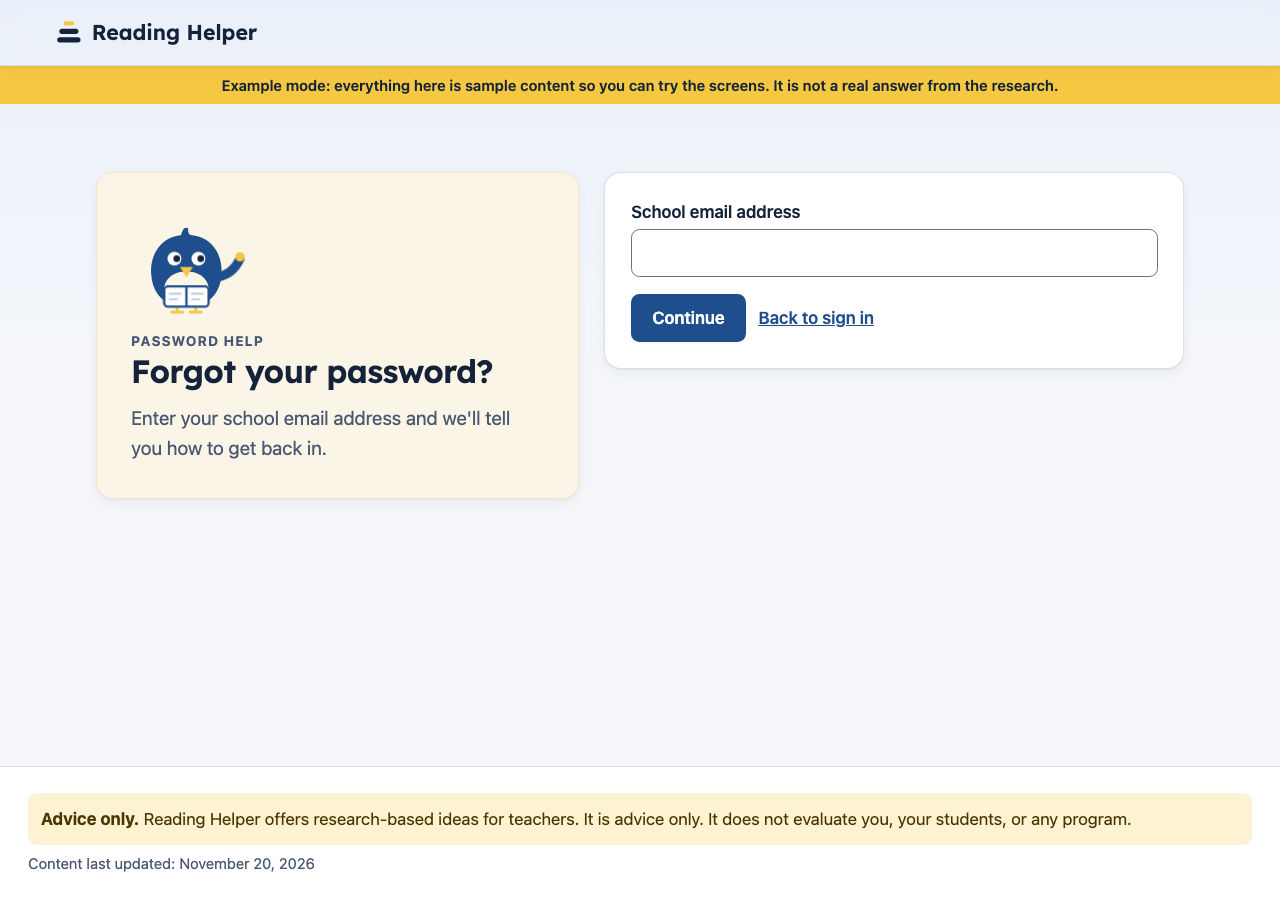 Reading Helper
Example mode: everything here is sample content so you can try the screens. It is not a real answer from the research.
PASSWORD HELP
Forgot your password?
Enter your school email address and we'll tell
you how to get back in.
School email address
Continue
Back to sign in
Advice only. Reading Helper offers research-based ideas for teachers. It is advice only. It does not evaluate you, your students, or any program.
Content last updated: November 20, 2026